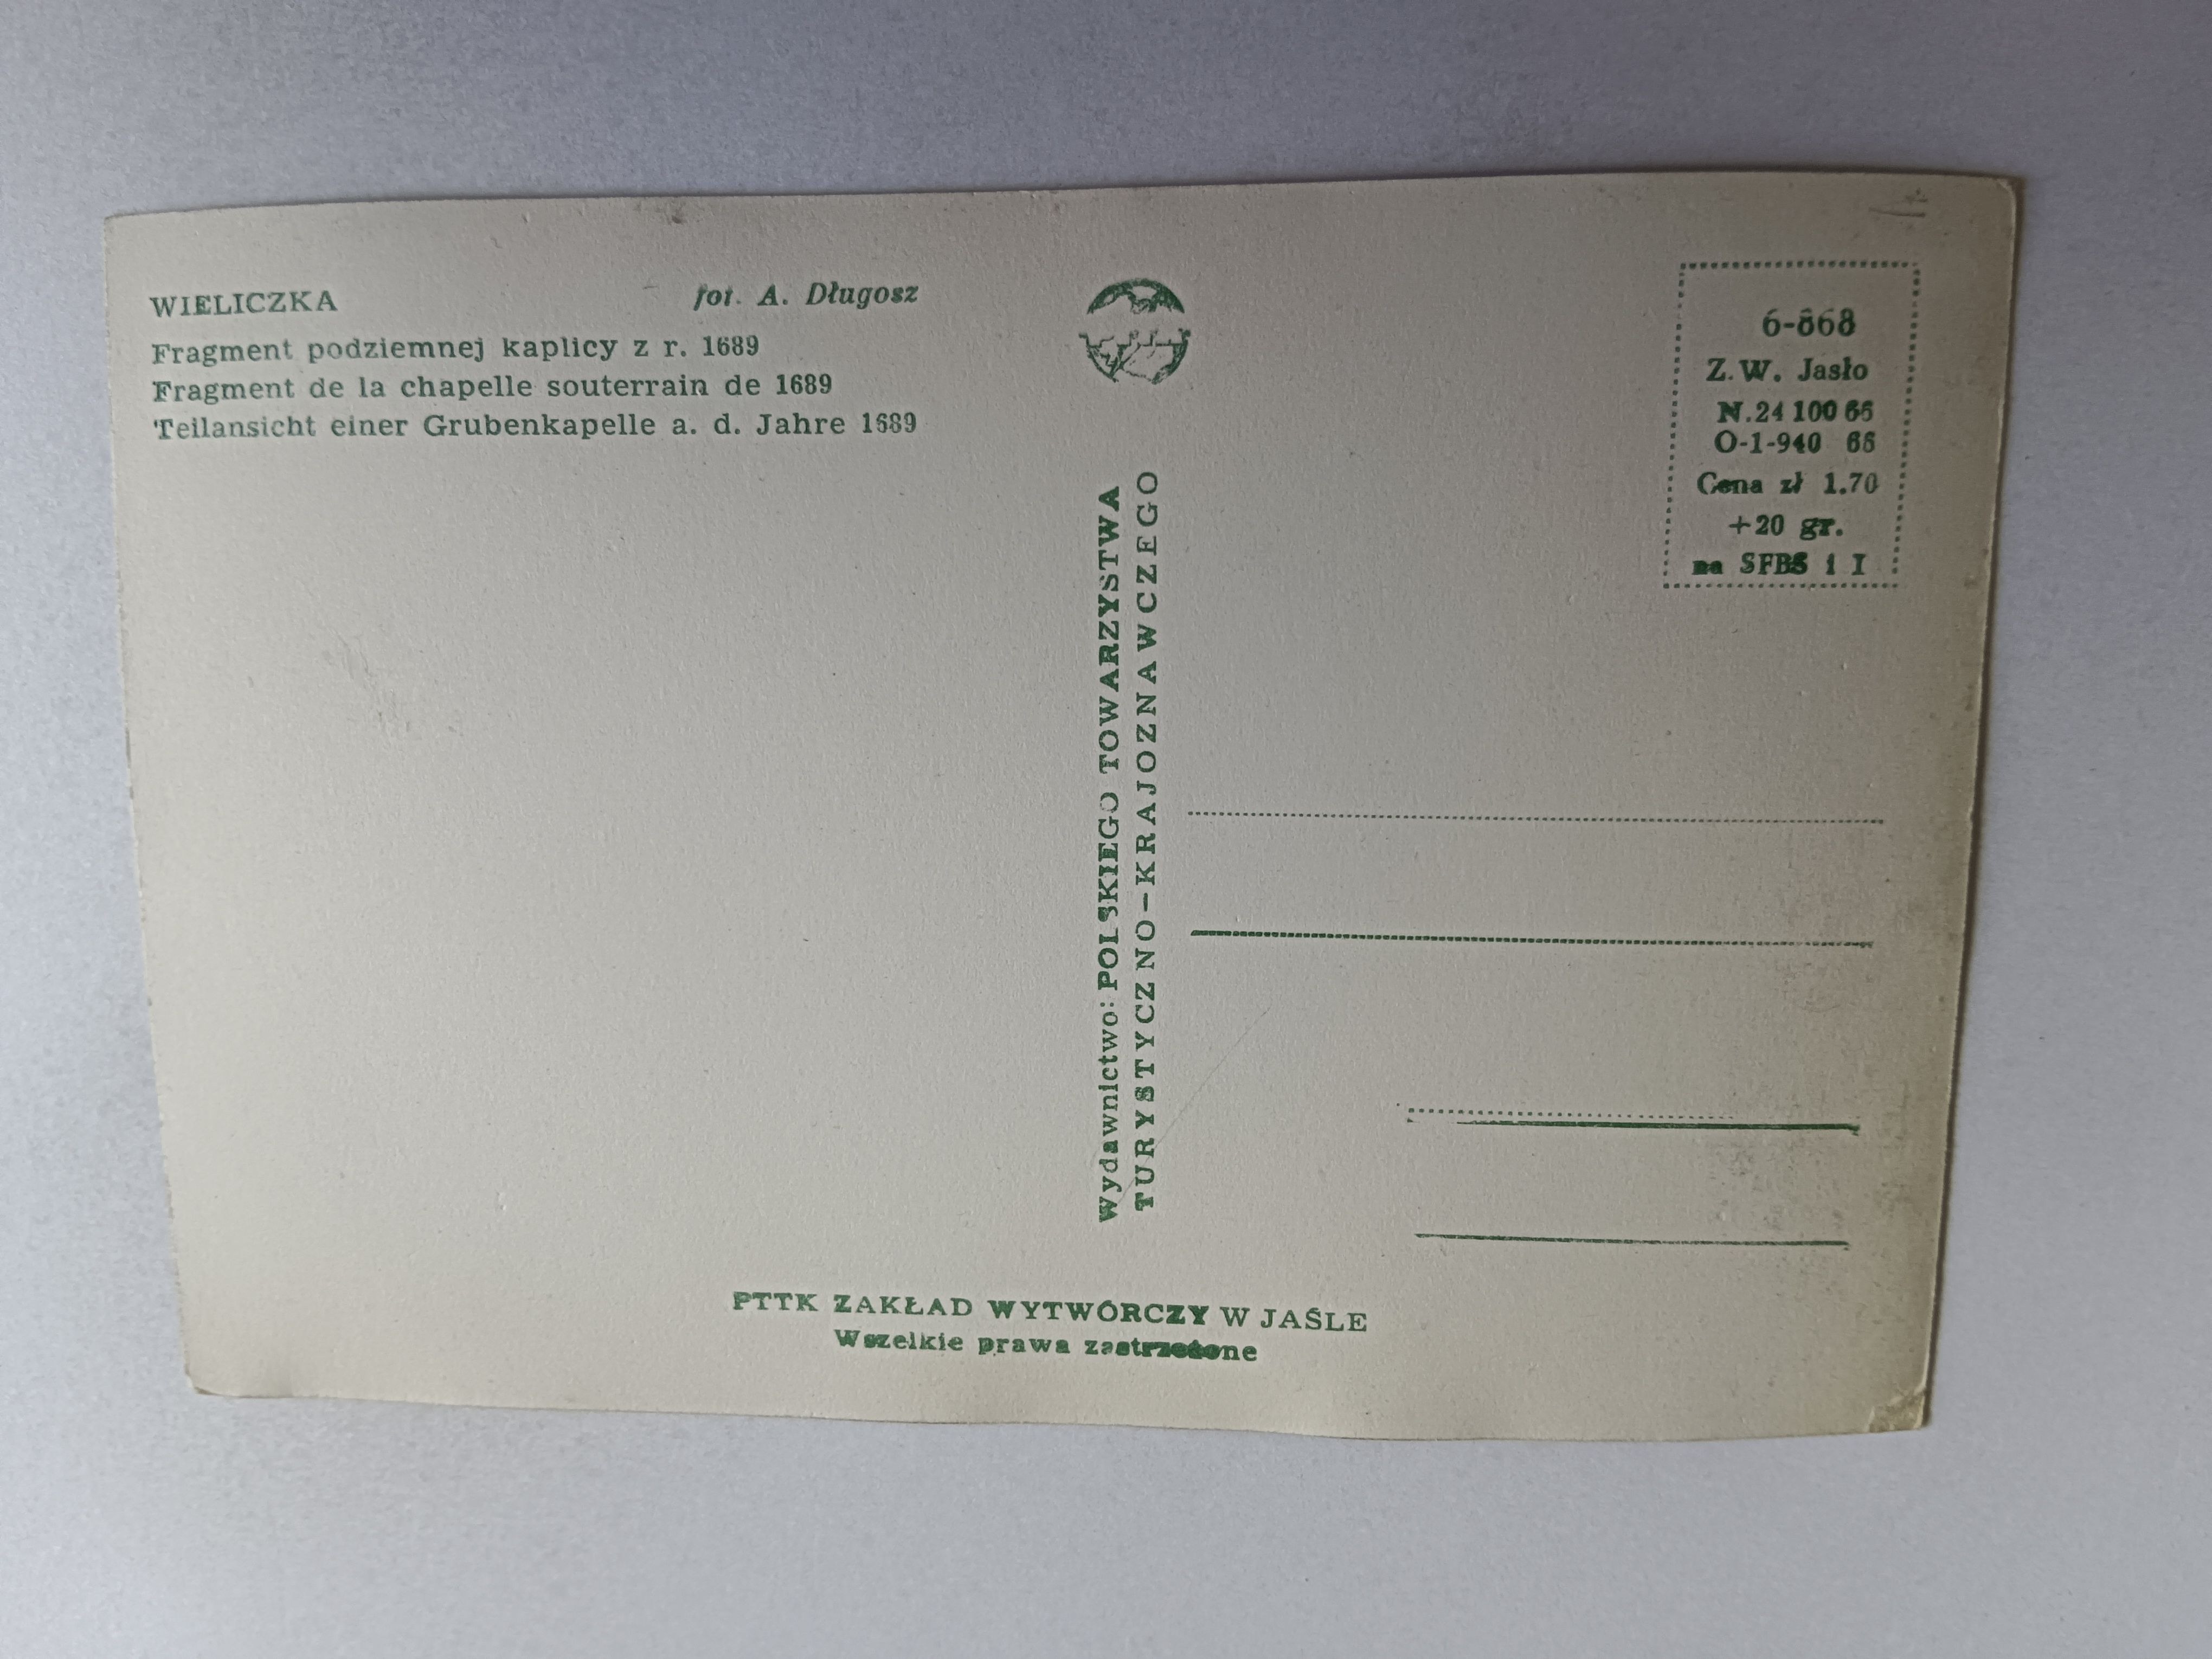 WIELICZKA
fot. A. Długosz
Fragment podziemnej kaplicy z r. 1689
Fragment de la chapelle souterrain de 1689
Teilansicht einer Grubenkapelle a. d. Jahre 1689
Wydawnictwo: POLSKIEGO TOWARZYSTWA
TURYSTYCZNO-KRAJOZNAWCZEGO
6-868
Z.W. Jasło
N.24 100 66
O-1-940 66
Cena zł 1.70
+20 gr.
na SFBS i I
PTTK ZAKŁAD WYTWÓRCZY W JAŚLE
Wszelkie prawa zastrzeżone